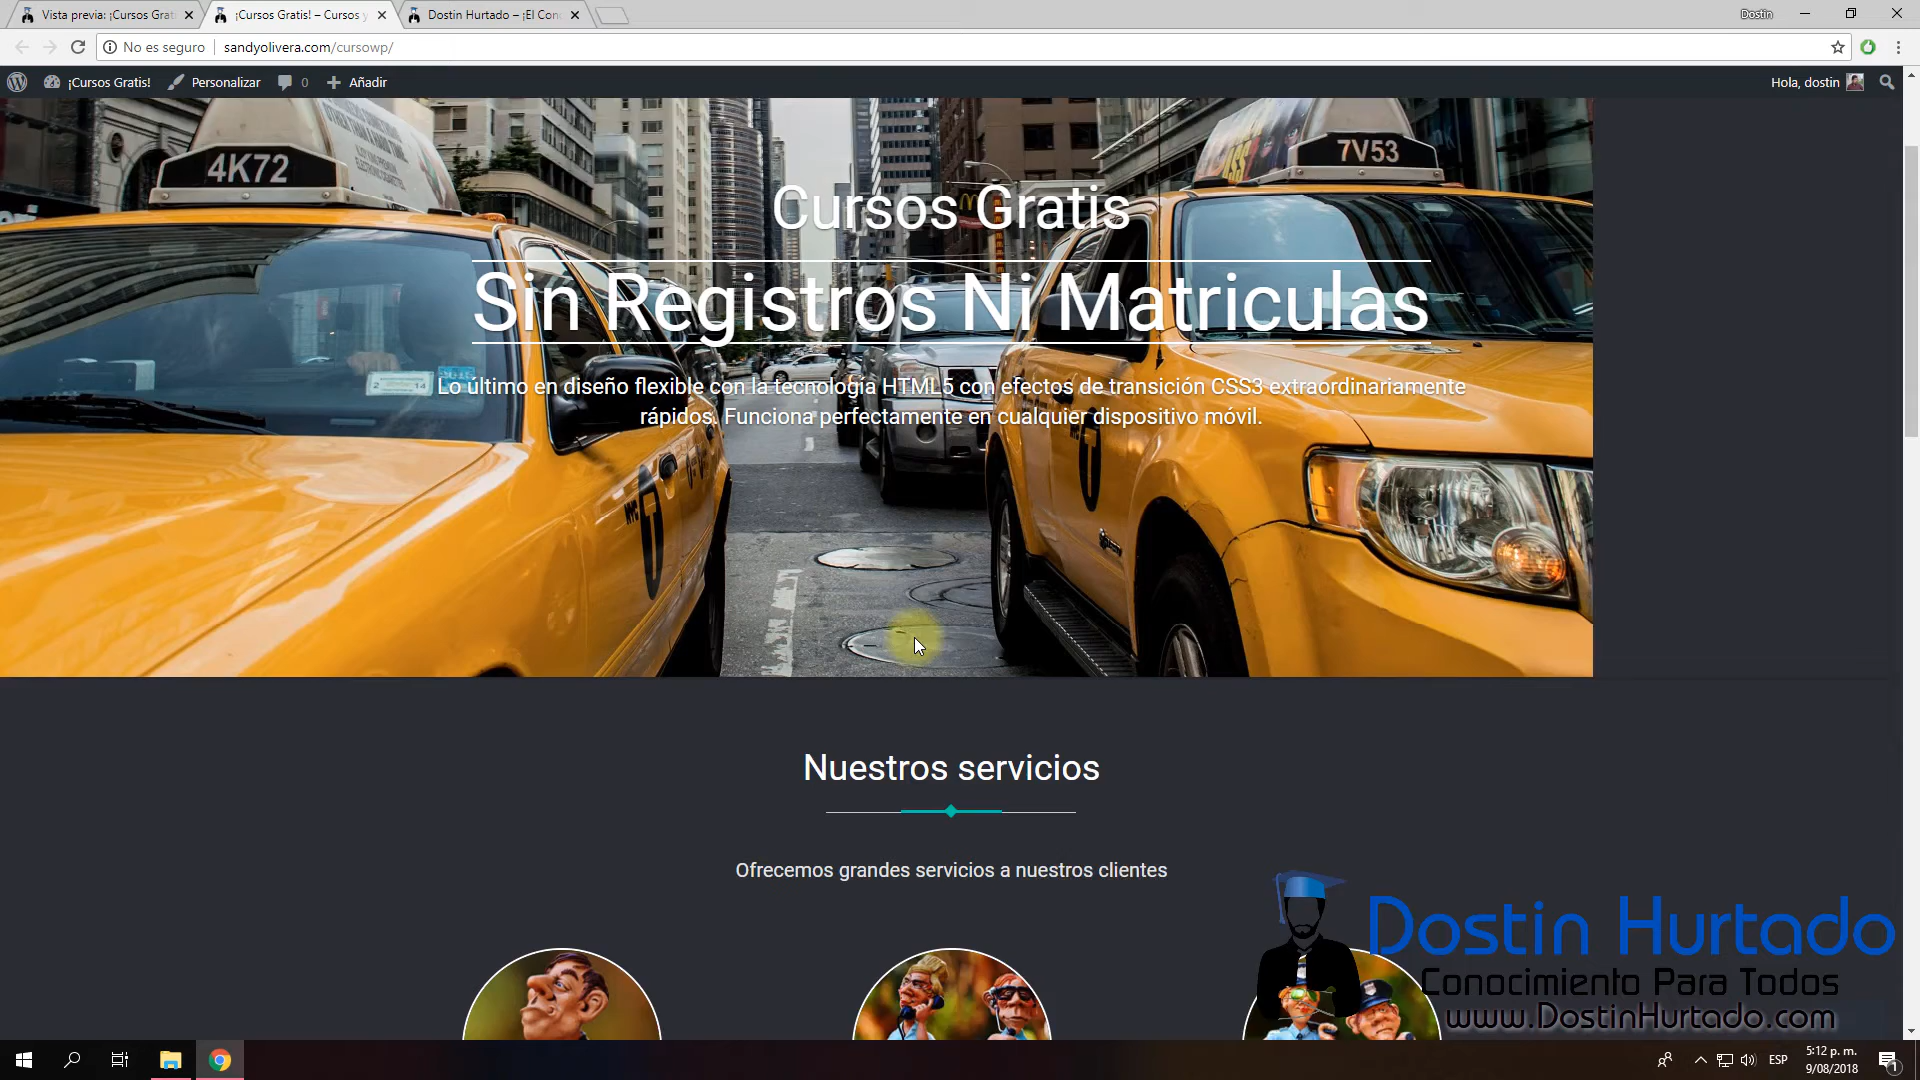 Vista previa: ¡Cursos Grat
¡Cursos Gratis! – Cursos y
Dostin Hurtado – ¡El Con
Dostin
No es seguro
sandyolivera.com/cursowp/
¡Cursos Gratis!
Personalizar
0
Añadir
Hola, dostin
4K72
7V53
Cursos Gratis
Sin Registros Ni Matriculas
Lo último en diseño flexible con la tecnología HTML5 con efectos de transición CSS3 extraordinariamente
rápidos. Funciona perfectamente en cualquier dispositivo móvil.
NYC T
Nuestros servicios
Ofrecemos grandes servicios a nuestros clientes
Dostin Hurtado
Conocimiento Para Todos
www.DostinHurtado.com
ESP
5:12 p. m.
9/08/2018
1